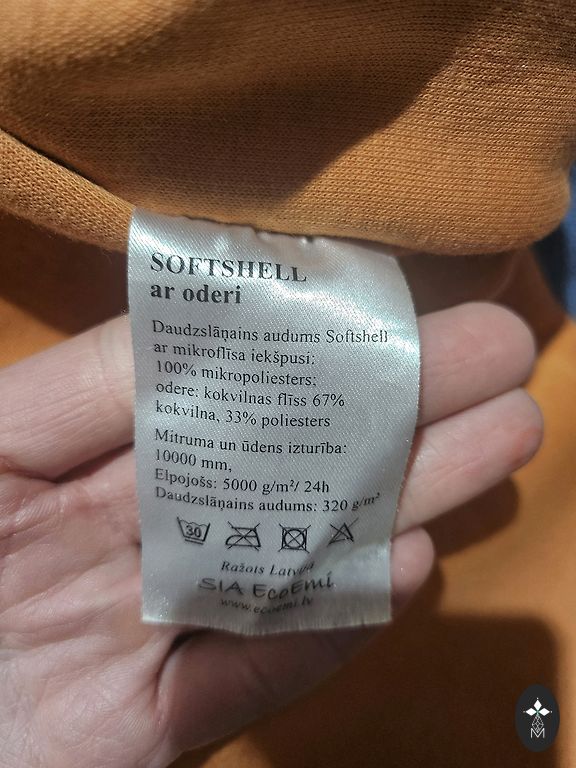 SOFTSHELL
ar oderi
Daudzslāņains audums Softshell
ar mikroflīsa iekšpusi:
100% mikropoliesters;
odere: kokvilnas flīss 67%
kokvilna, 33% poliesters
Mitruma un ūdens izturība:
10000 mm,
Elpojošs: 5000 g/m²/ 24h
Daudzslāņains audums: 320 g/m²
30
Ražots Latvijā
SIA EcoEmi
www.ecoemi.lv
M